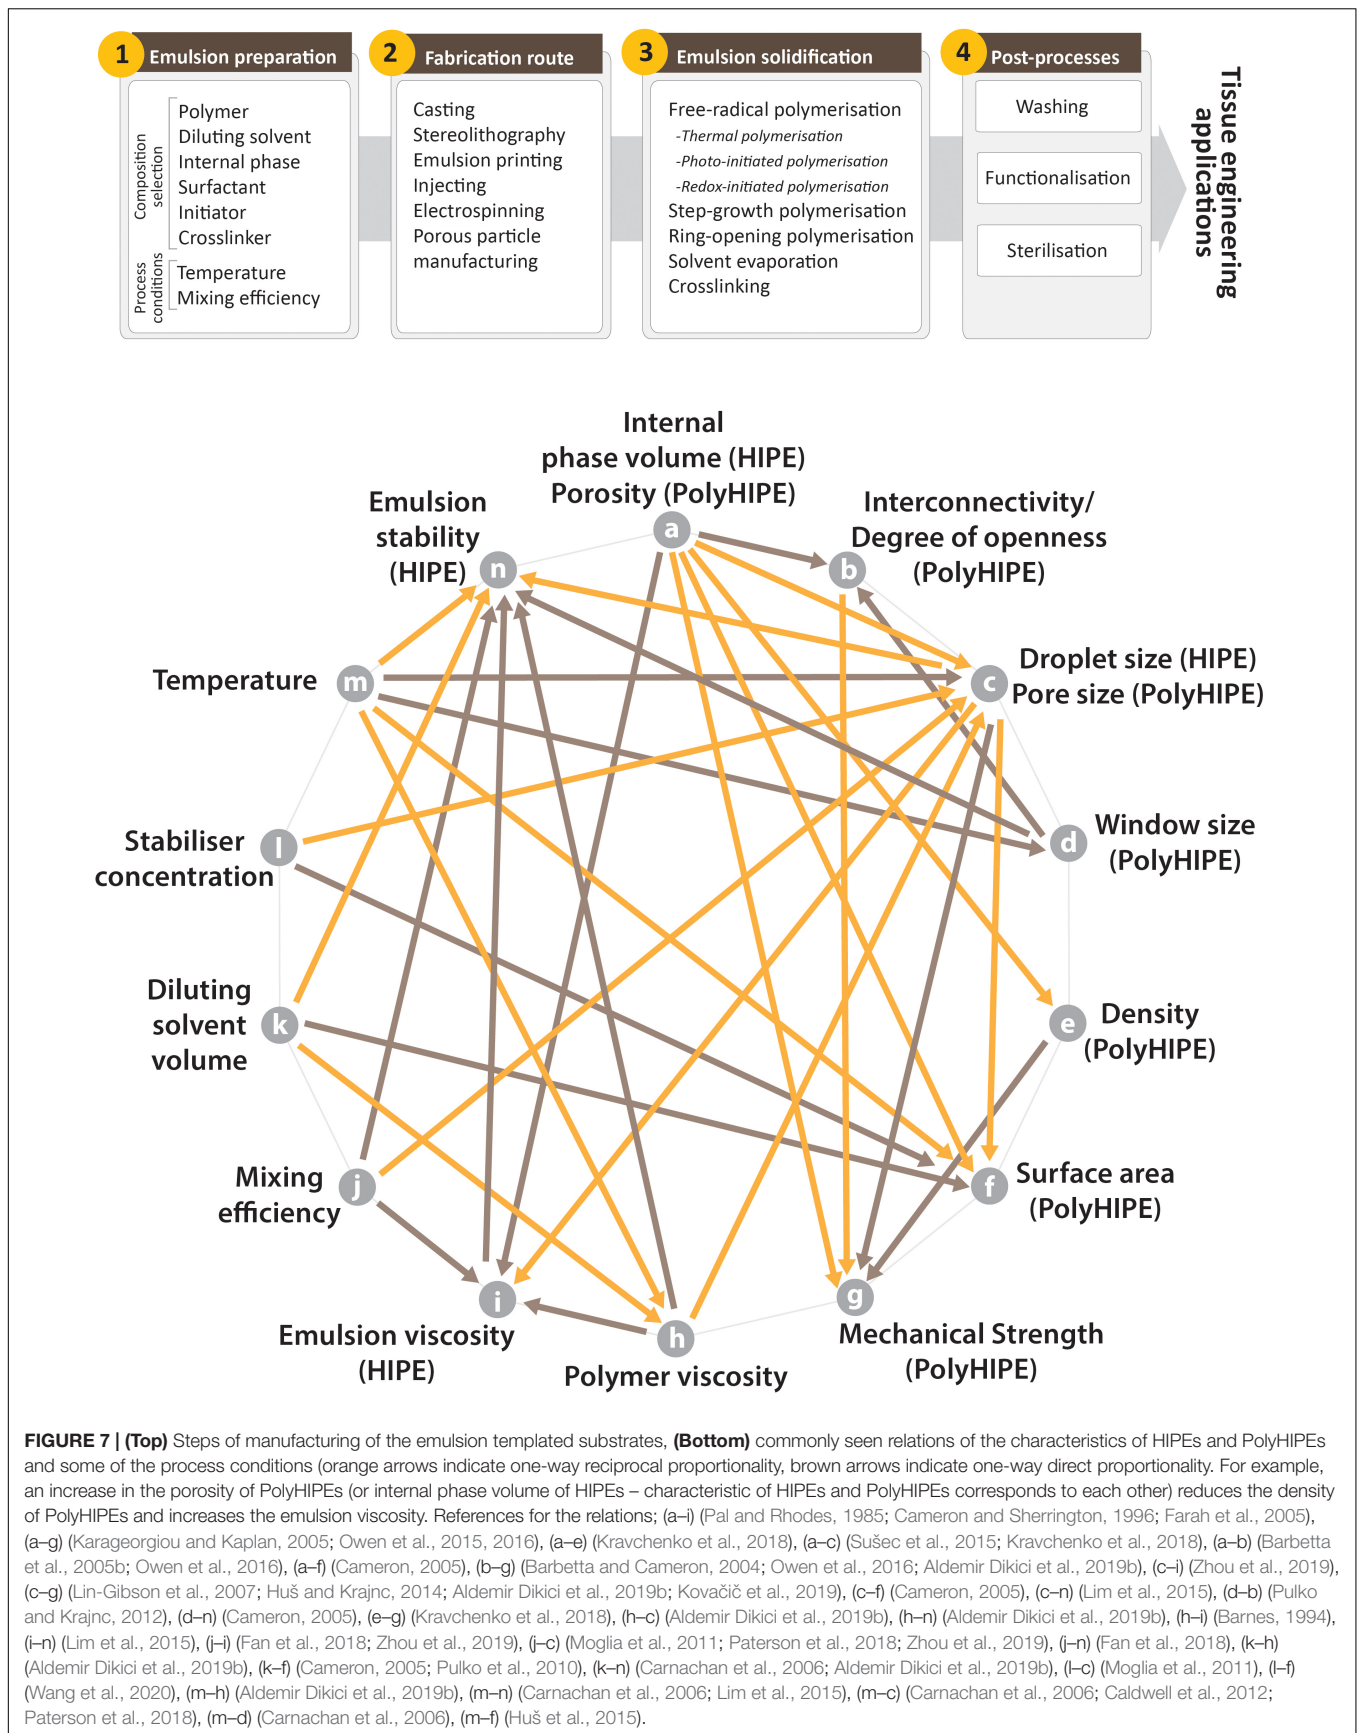 1 Emulsion preparation
Composition selection
Polymer
Diluting solvent
Internal phase
Surfactant
Initiator
Crosslinker
Process conditions
Temperature
Mixing efficiency
2 Fabrication route
Casting
Stereolithography
Emulsion printing
Injecting
Electrospinning
Porous particle
manufacturing
3 Emulsion solidification
Free-radical polymerisation
-Thermal polymerisation
-Photo-initiated polymerisation
-Redox-initiated polymerisation
Step-growth polymerisation
Ring-opening polymerisation
Solvent evaporation
Crosslinking
4 Post-processes
Washing
Functionalisation
Sterilisation
Tissue engineering
applications
Internal
phase volume (HIPE)
Porosity (PolyHIPE)
a
Interconnectivity/
Degree of openness
(PolyHIPE)
b
Droplet size (HIPE)
Pore size (PolyHIPE)
c
Window size
(PolyHIPE)
d
Density
(PolyHIPE)
e
Surface area
(PolyHIPE)
f
Mechanical Strength
(PolyHIPE)
g
Polymer viscosity
h
Emulsion viscosity
(HIPE)
i
Mixing
efficiency
j
Diluting
solvent
volume
k
Stabiliser
concentration
l
Temperature
m
Emulsion
stability
(HIPE)
n
FIGURE 7 | (Top) Steps of manufacturing of the emulsion templated substrates, (Bottom) commonly seen relations of the characteristics of HIPEs and PolyHIPEs
and some of the process conditions (orange arrows indicate one-way reciprocal proportionality, brown arrows indicate one-way direct proportionality. For example,
an increase in the porosity of PolyHIPEs (or internal phase volume of HIPEs – characteristic of HIPEs and PolyHIPEs corresponds to each other) reduces the density
of PolyHIPEs and increases the emulsion viscosity. References for the relations; (a–i) (Pal and Rhodes, 1985; Cameron and Sherrington, 1996; Farah et al., 2005),
(a–g) (Karageorgiou and Kaplan, 2005; Owen et al., 2015, 2016), (a–e) (Kravchenko et al., 2018), (a–c) (Sušec et al., 2015; Kravchenko et al., 2018), (a–b) (Barbetta
et al., 2005b; Owen et al., 2016), (a–f) (Cameron, 2005), (b–g) (Barbetta and Cameron, 2004; Owen et al., 2016; Aldemir Dikici et al., 2019b), (c–i) (Zhou et al., 2019),
(c–g) (Lin-Gibson et al., 2007; Huš and Krajnc, 2014; Aldemir Dikici et al., 2019b; Kovačič et al., 2019), (c–f) (Cameron, 2005), (c–n) (Lim et al., 2015), (d–b) (Pulko
and Krajnc, 2012), (d–n) (Cameron, 2005), (e–g) (Kravchenko et al., 2018), (h–c) (Aldemir Dikici et al., 2019b), (h–n) (Aldemir Dikici et al., 2019b), (h–i) (Barnes, 1994),
(i–n) (Lim et al., 2015), (j–i) (Fan et al., 2018; Zhou et al., 2019), (j–c) (Moglia et al., 2011; Paterson et al., 2018; Zhou et al., 2019), (j–n) (Fan et al., 2018), (k–h)
(Aldemir Dikici et al., 2019b), (k–f) (Cameron, 2005; Pulko et al., 2010), (k–n) (Carnachan et al., 2006; Aldemir Dikici et al., 2019b), (l–c) (Moglia et al., 2011), (l–f)
(Wang et al., 2020), (m–h) (Aldemir Dikici et al., 2019b), (m–n) (Carnachan et al., 2006; Lim et al., 2015), (m–c) (Carnachan et al., 2006; Caldwell et al., 2012;
Paterson et al., 2018), (m–d) (Carnachan et al., 2006), (m–f) (Huš et al., 2015).